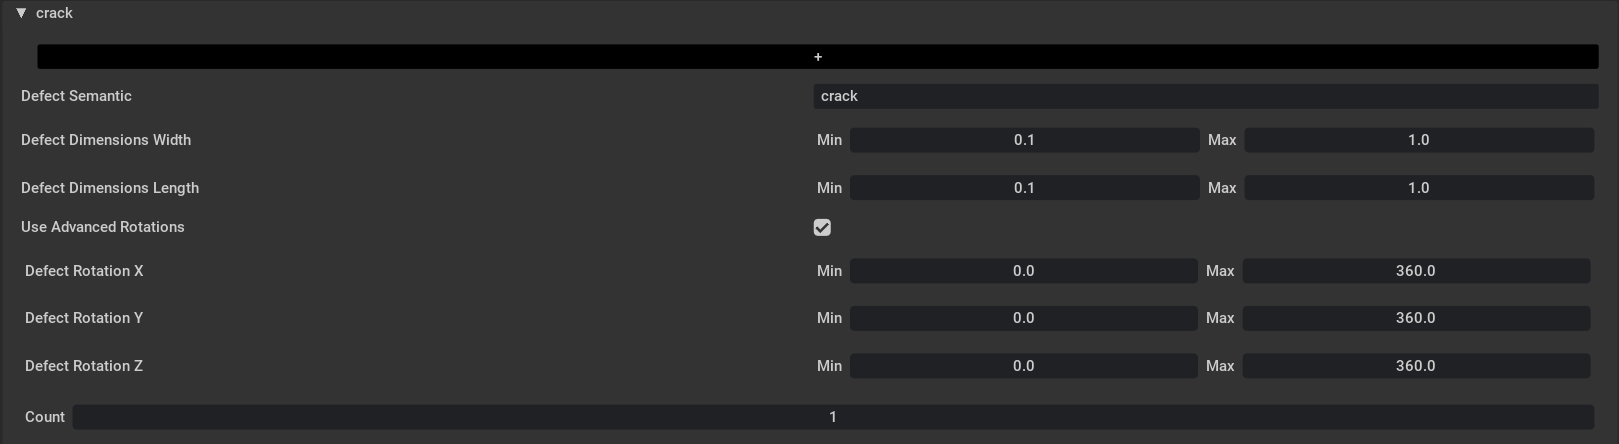 ▼ crack
+
Defect Semantic crack
Defect Dimensions Width Min 0.1 Max 1.0
Defect Dimensions Length Min 0.1 Max 1.0
Use Advanced Rotations
Defect Rotation X Min 0.0 Max 360.0
Defect Rotation Y Min 0.0 Max 360.0
Defect Rotation Z Min 0.0 Max 360.0
Count 1